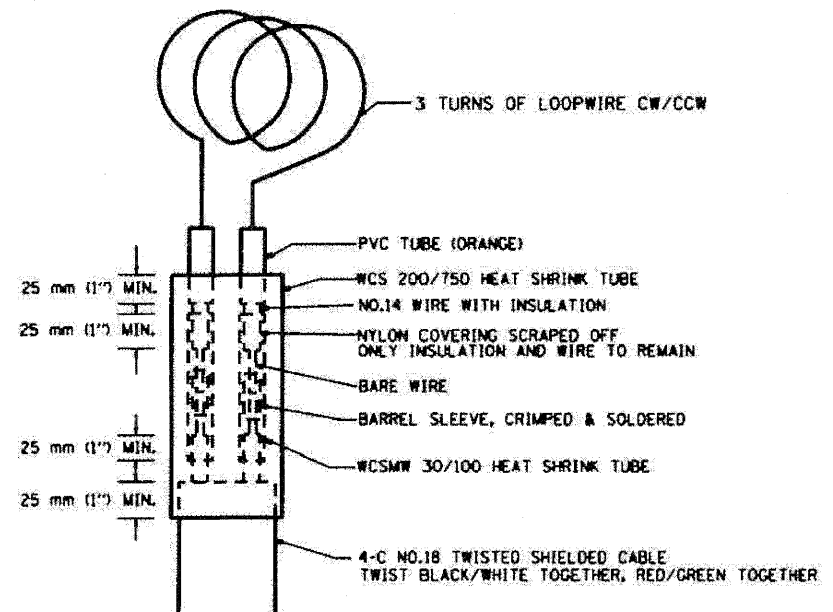 3 TURNS OF LOOPWIRE CW/CCW
PVC TUBE (ORANGE)
WCS 200/750 HEAT SHRINK TUBE
25 mm (1") MIN.
NO.14 WIRE WITH INSULATION
25 mm (1") MIN.
NYLON COVERING SCRAPED OFF
ONLY INSULATION AND WIRE TO REMAIN
BARE WIRE
BARREL SLEEVE, CRIMPED & SOLDERED
25 mm (1") MIN.
WCSMW 30/100 HEAT SHRINK TUBE
25 mm (1") MIN.
4-C NO.18 TWISTED SHIELDED CABLE
TWIST BLACK/WHITE TOGETHER, RED/GREEN TOGETHER